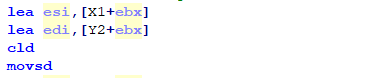 lea esi,[X1+ebx]
lea edi,[Y2+ebx]
cld
movsd